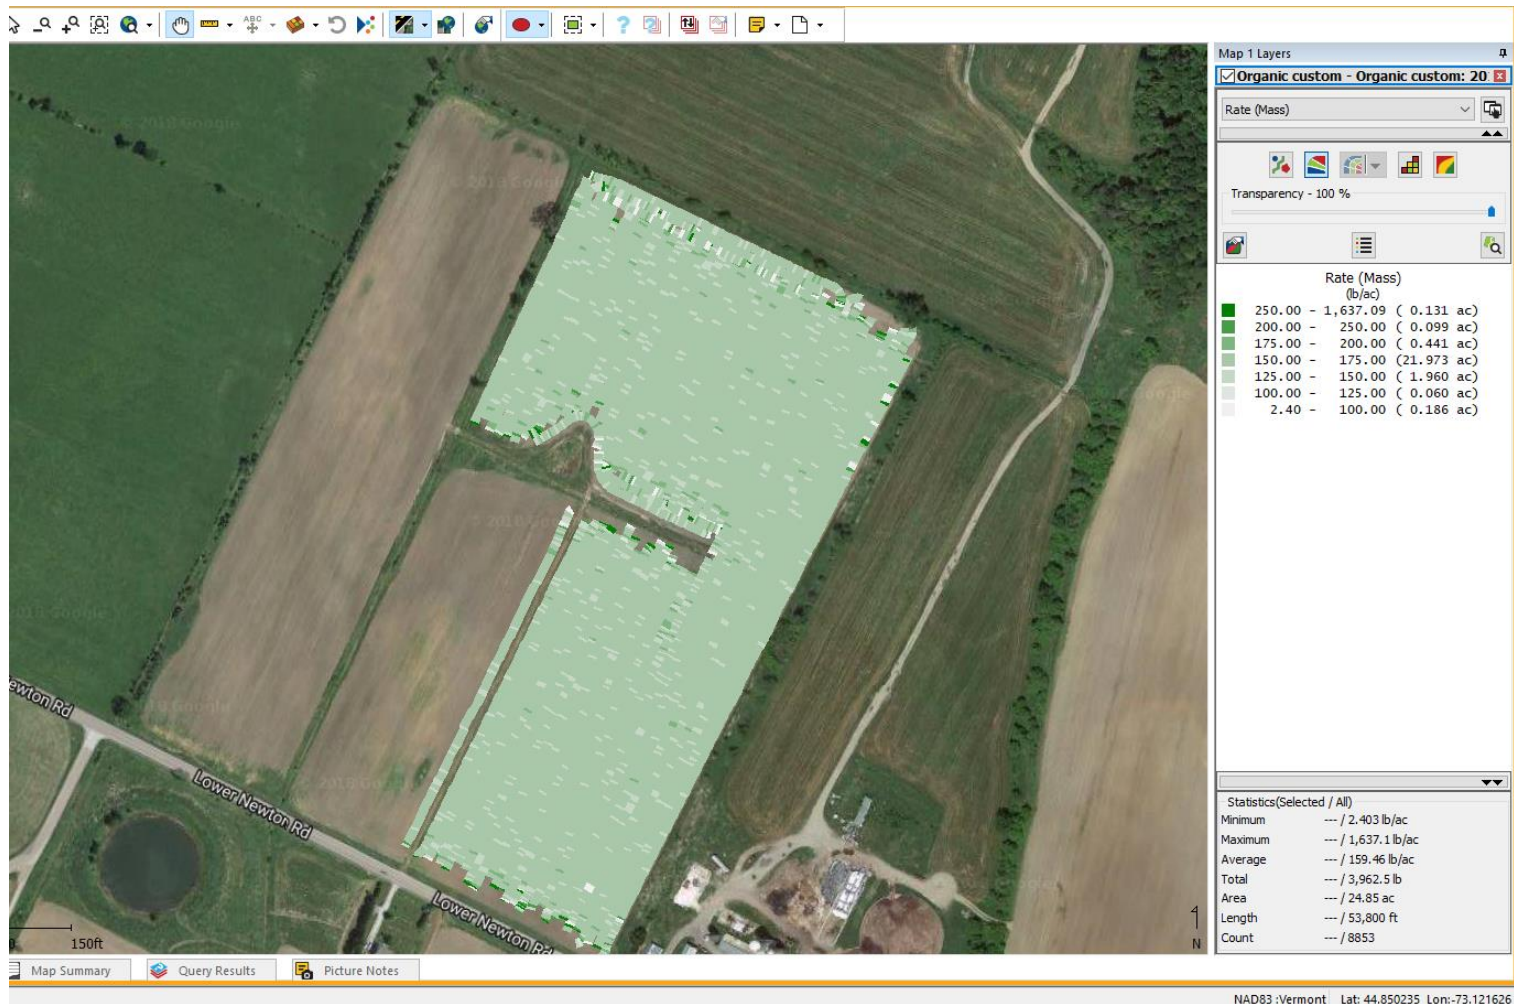 ABC
Map 1 Layers
Organic custom - Organic custom: 20
Rate (Mass)
Transparency - 100 %
Rate (Mass)
(lb/ac)
250.00 - 1,637.09 ( 0.131 ac)
200.00 - 250.00 ( 0.099 ac)
175.00 - 200.00 ( 0.441 ac)
150.00 - 175.00 (21.973 ac)
125.00 - 150.00 ( 1.960 ac)
100.00 - 125.00 ( 0.060 ac)
2.40 - 100.00 ( 0.186 ac)
© 2018 Google
© 2018 Google
ewton Rd
Lower Newton Rd
Lower Newton Rd
150ft
N
Statistics(Selected / All)
Minimum --- / 2.403 lb/ac
Maximum --- / 1,637.1 lb/ac
Average --- / 159.46 lb/ac
Total --- / 3,962.5 lb
Area --- / 24.85 ac
Length --- / 53,800 ft
Count --- / 8853
Map Summary
Query Results
Picture Notes
NAD83 :Vermont Lat: 44.850235 Lon:-73.121626